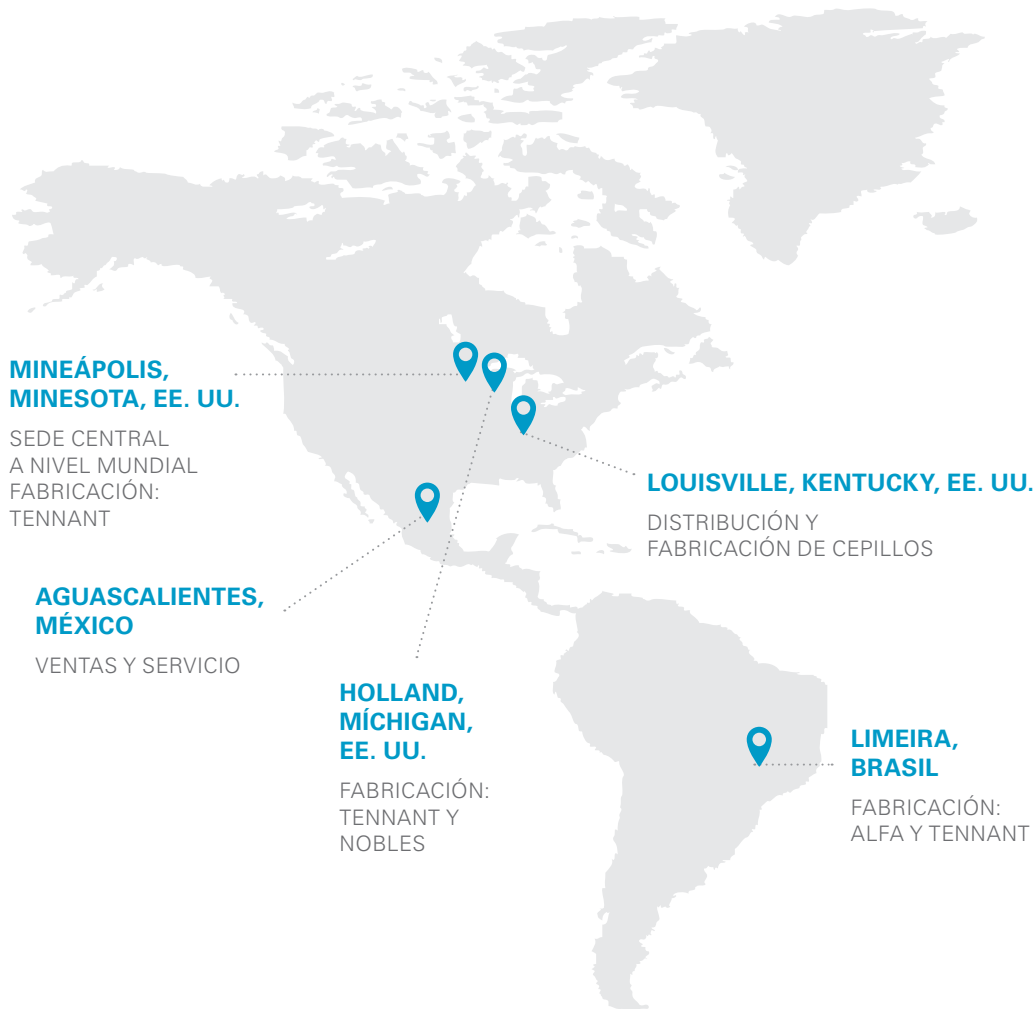 MINEÁPOLIS,
MINESOTA, EE. UU.
SEDE CENTRAL
A NIVEL MUNDIAL
FABRICACIÓN:
TENNANT
LOUISVILLE, KENTUCKY, EE. UU.
DISTRIBUCIÓN Y
FABRICACIÓN DE CEPILLOS
AGUASCALIENTES,
MÉXICO
VENTAS Y SERVICIO
HOLLAND,
MÍCHIGAN,
EE. UU.
FABRICACIÓN:
TENNANT Y
NOBLES
LIMEIRA,
BRASIL
FABRICACIÓN:
ALFA Y TENNANT